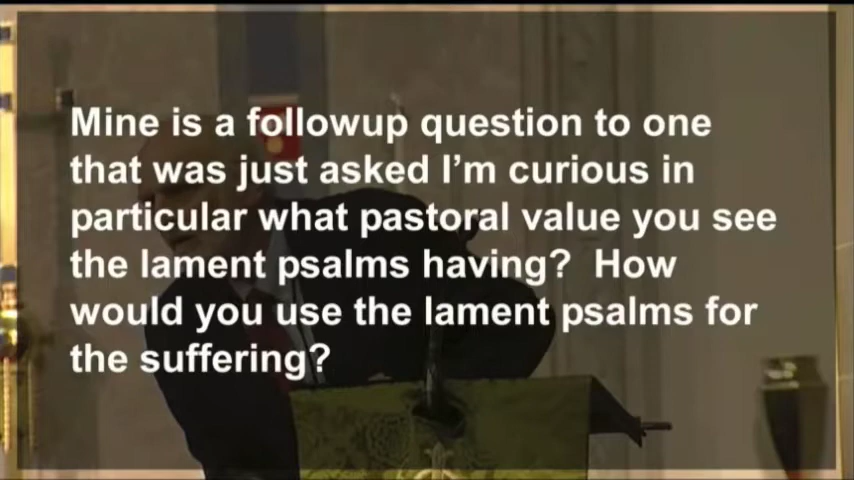 Mine is a followup question to one
that was just asked I’m curious in
particular what pastoral value you see
the lament psalms having?  How
would you use the lament psalms for
the suffering?